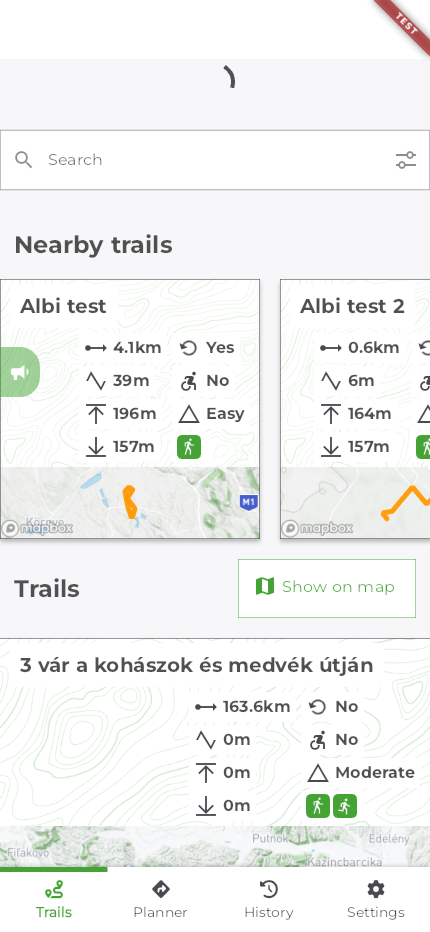 TEST
Search
Nearby trails
Albi test
4.1km Yes
39m No
196m Easy
157m
Környe
M1
mapbox
Albi test 2
0.6km
6m
164m
157m
mapbox
Trails
Show on map
3 vár a kohászok és medvék útján
163.6km No
0m No
0m Moderate
0m
Putnok
Edelény
Fiľakovo
Kazincbarcika
Trails
Planner
History
Settings